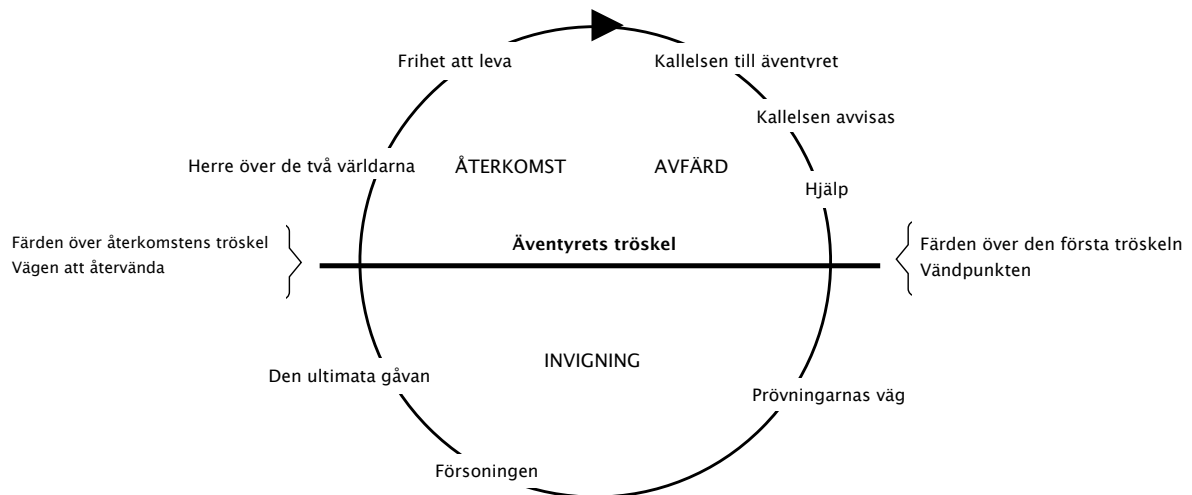 Frihet att leva
Kallelsen till äventyret
Kallelsen avvisas
Herre över de två världarna
ÅTERKOMST
AVFÄRD
Hjälp
Färden över återkomstens tröskel
Vägen att återvända
Äventyrets tröskel
Färden över den första tröskeln
Vändpunkten
INVIGNING
Den ultimata gåvan
Prövningarnas väg
Försoningen